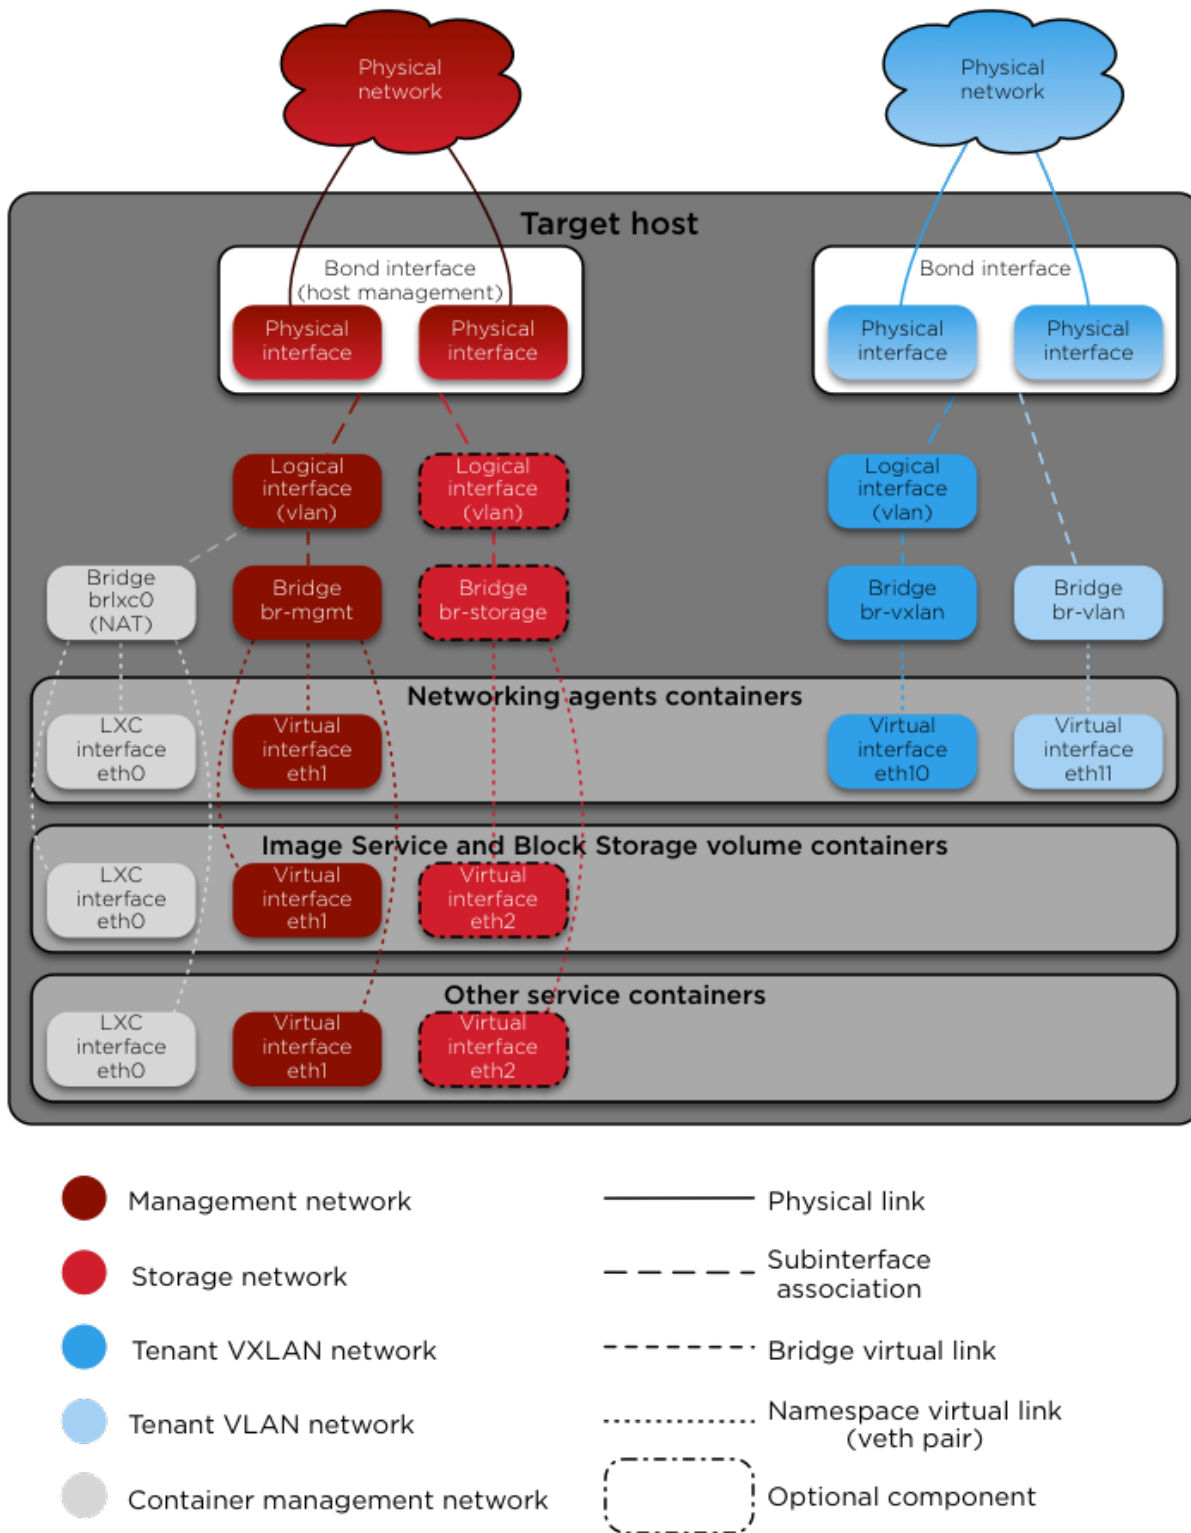 Physical
network
Physical
network
Target host
Bond interface
(host management)
Bond interface
Physical
interface
Physical
interface
Physical
interface
Physical
interface
Logical
interface
(vlan)
Logical
interface
(vlan)
Logical
interface
(vlan)
Bridge
brlxc0
(NAT)
Bridge
br-mgmt
Bridge
br-storage
Bridge
br-vxlan
Bridge
br-vlan
Networking agents containers
LXC
interface
eth0
Virtual
interface
eth1
Virtual
interface
eth10
Virtual
interface
eth11
Image Service and Block Storage volume containers
LXC
interface
eth0
Virtual
interface
eth1
Virtual
interface
eth2
Other service containers
LXC
interface
eth0
Virtual
interface
eth1
Virtual
interface
eth2
Management network
Storage network
Tenant VXLAN network
Tenant VLAN network
Container management network
Physical link
Subinterface
association
Bridge virtual link
Namespace virtual link
(veth pair)
Optional component